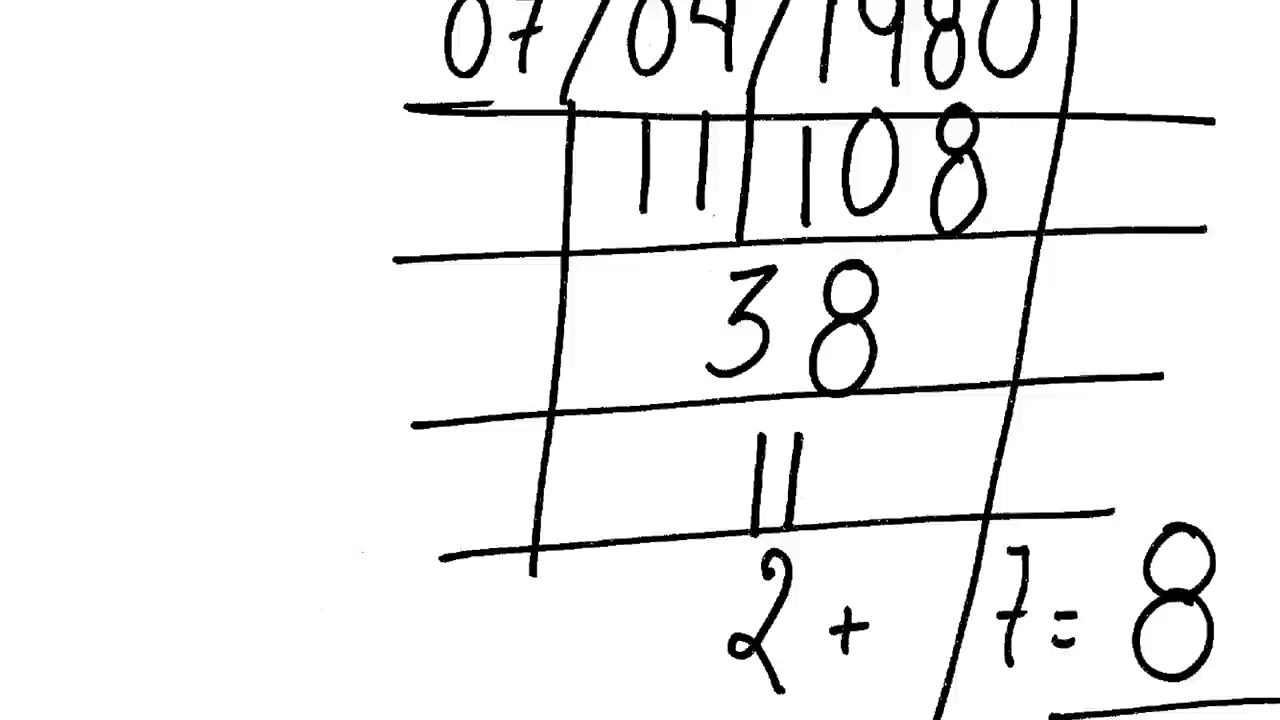 07/04/1980
11 108
38
11
2 + 7 = 8